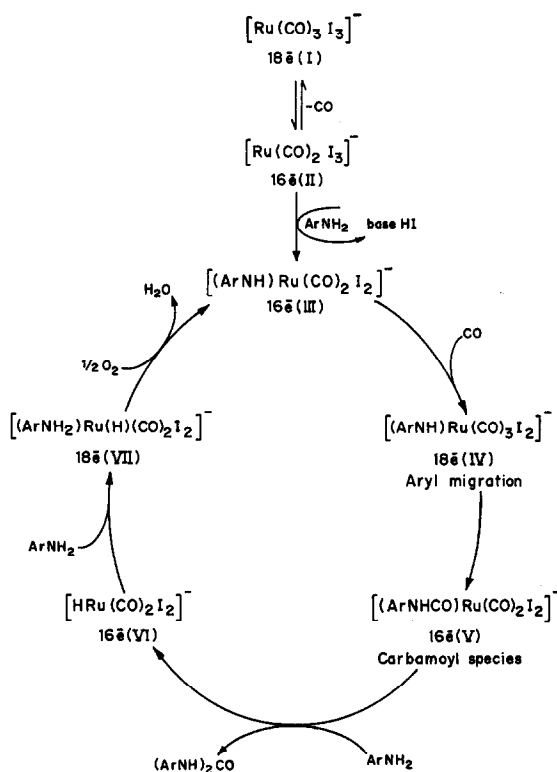 [Ru(CO)₃I₃]⁻
18ē(I)
-CO
[Ru(CO)₂I₃]⁻
16ē(II)
ArNH₂ base HI
[(ArNH)Ru(CO)₂I₂]⁻
16ē(III)
H₂O
CO
½O₂
[(ArNH₂)Ru(H)(CO)₂I₂]⁻
18ē(VII)
[(ArNH)Ru(CO)₃I₂]⁻
18ē(IV)
Aryl migration
ArNH₂
[HRu(CO)₂I₂]⁻
16ē(VI)
[(ArNHCO)Ru(CO)₂I₂]⁻
16ē(V)
Carbamoyl species
(ArNH)₂CO
ArNH₂